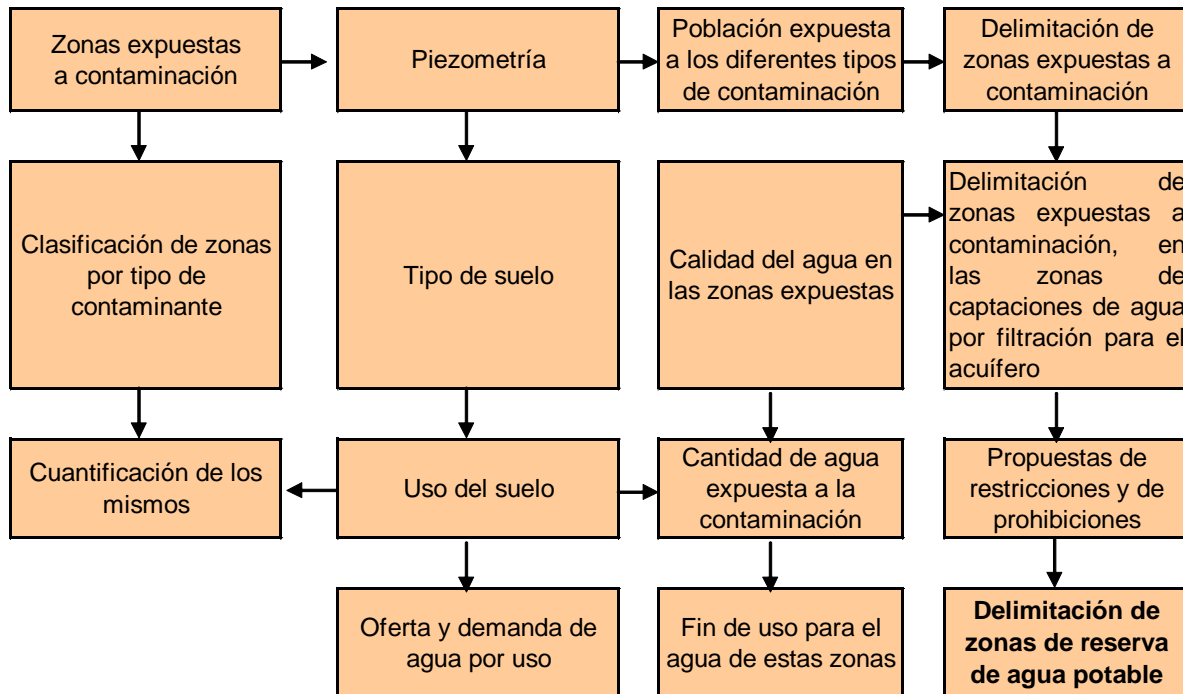 Zonas expuestas
a contaminación
Piezometría
Población expuesta
a los diferentes tipos
de contaminación
Delimitación de
zonas expuestas a
contaminación
Clasificación de zonas
por tipo de
contaminante
Tipo de suelo
Calidad del agua en
las zonas expuestas
Delimitación de
zonas expuestas a
contaminación, en
las zonas de
captaciones de agua
por filtración para el
acuífero
Cuantificación de los
mismos
Uso del suelo
Cantidad de agua
expuesta a la
contaminación
Propuestas de
restricciones y de
prohibiciones
Oferta y demanda de
agua por uso
Fin de uso para el
agua de estas zonas
Delimitación de
zonas de reserva
de agua potable